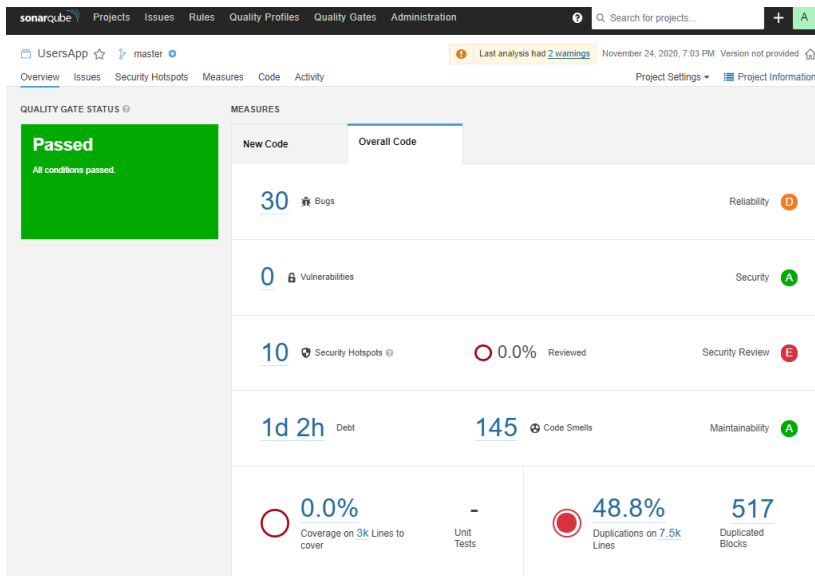 sonarqube Projects Issues Rules Quality Profiles Quality Gates Administration ? Search for projects... + A
UsersApp master Last analysis had 2 warnings November 24, 2020, 7:03 PM Version not provided
Overview Issues Security Hotspots Measures Code Activity Project Settings Project Information
QUALITY GATE STATUS ? MEASURES
Passed
All conditions passed.
New Code Overall Code
30 Bugs Reliability D
0 Vulnerabilities Security A
10 Security Hotspots ? 0.0% Reviewed Security Review E
1d 2h Debt 145 Code Smells Maintainability A
0.0% - 48.8% 517
Coverage on 3k Lines to cover
Unit Tests
Duplications on 7.5k Lines
Duplicated Blocks